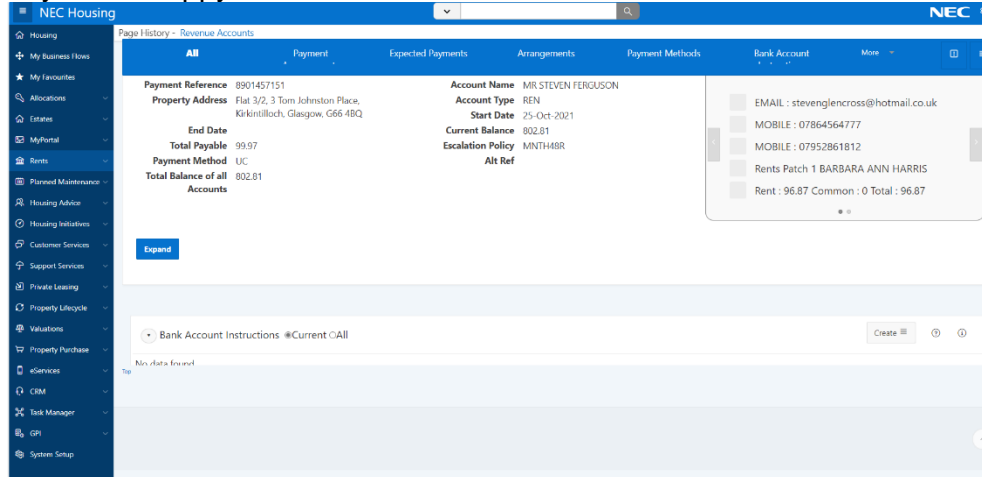 NEC Housing
NEC
Housing
My Business Flows
My Favourites
Allocations
Estates
MyPortal
Rents
Planned Maintenance
Housing Advice
Housing Initiatives
Customer Services
Support Services
Private Leasing
Property Lifecycle
Valuations
Property Purchase
eServices
CRM
Task Manager
GPI
System Setup
Page History - Revenue Accounts
All Payment Expected Payments Arrangements Payment Methods Bank Account More
Payment Reference 8901457151
Property Address Flat 3/2, 3 Tom Johnston Place,
Kirkintilloch, Glasgow, G66 4BQ
End Date
Total Payable 99.97
Payment Method UC
Total Balance of all 802.81
Accounts
Account Name MR STEVEN FERGUSON
Account Type REN
Start Date 25-Oct-2021
Current Balance 802.81
Escalation Policy MNTH48R
Alt Ref
EMAIL : stevenglencross@hotmail.co.uk
MOBILE : 07864564777
MOBILE : 07952861812
Rents Patch 1 BARBARA ANN HARRIS
Rent : 96.87 Common : 0 Total : 96.87
Expand
Bank Account Instructions Current All
Create
No data found
Top